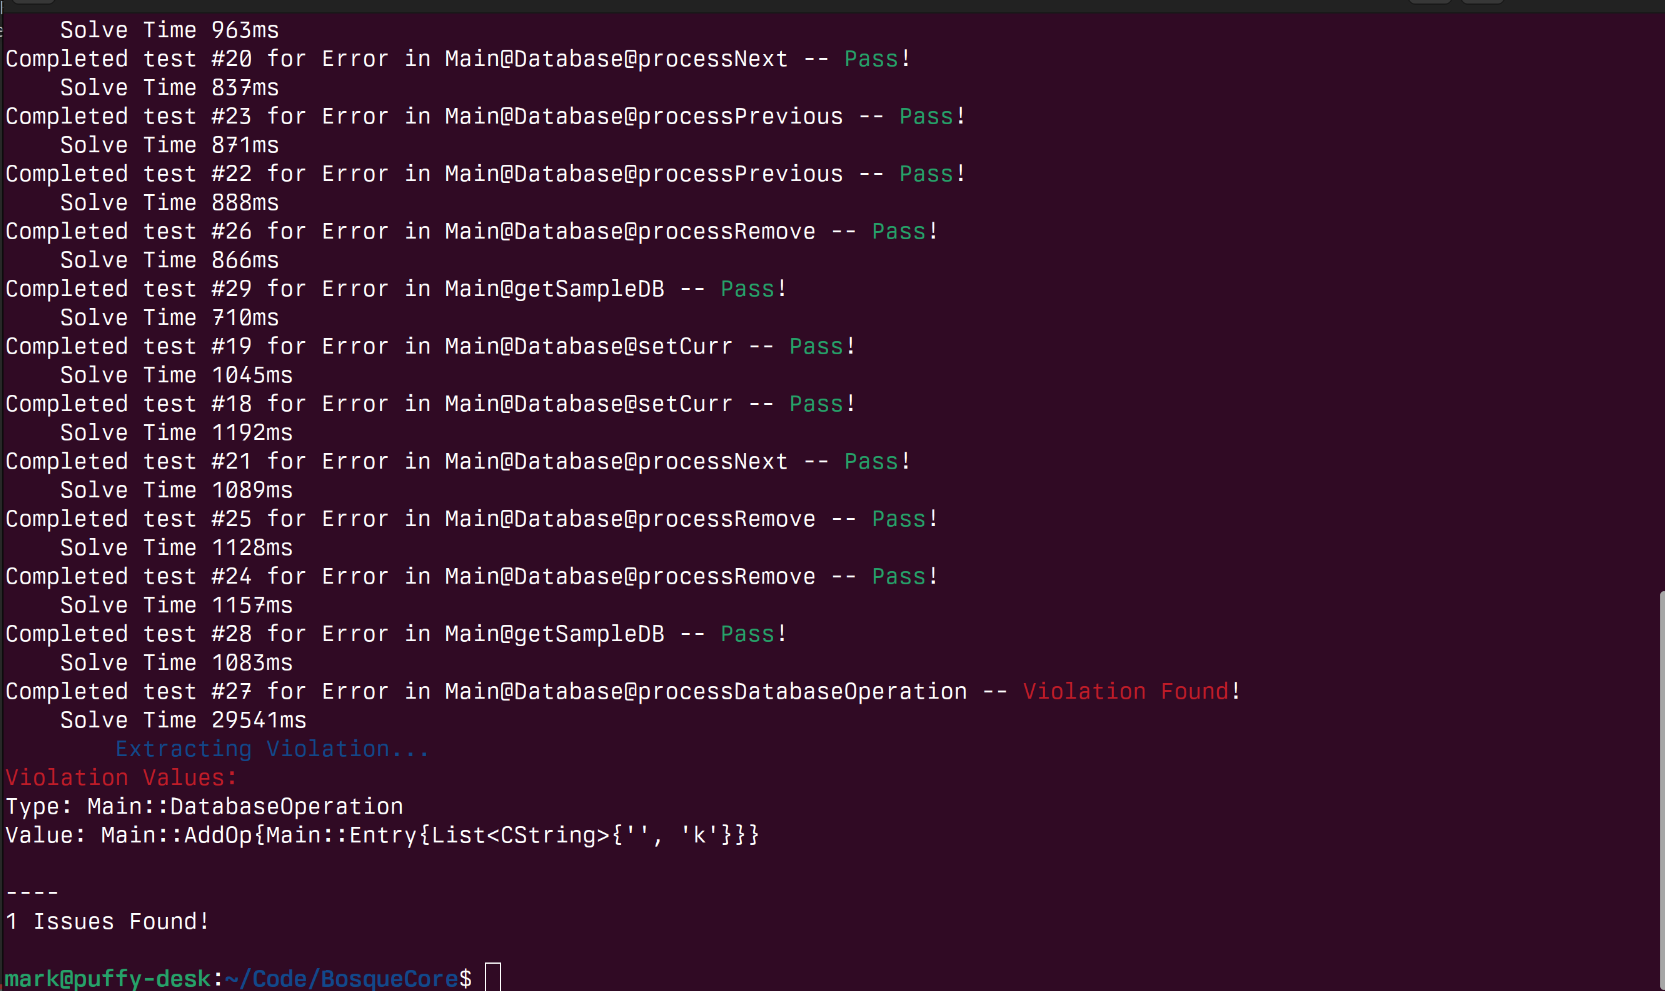 Solve Time 963ms
Completed test #20 for Error in Main@Database@processNext -- Pass!
Solve Time 837ms
Completed test #23 for Error in Main@Database@processPrevious -- Pass!
Solve Time 871ms
Completed test #22 for Error in Main@Database@processPrevious -- Pass!
Solve Time 888ms
Completed test #26 for Error in Main@Database@processRemove -- Pass!
Solve Time 866ms
Completed test #29 for Error in Main@getSampleDB -- Pass!
Solve Time 710ms
Completed test #19 for Error in Main@Database@setCurr -- Pass!
Solve Time 1045ms
Completed test #18 for Error in Main@Database@setCurr -- Pass!
Solve Time 1192ms
Completed test #21 for Error in Main@Database@processNext -- Pass!
Solve Time 1089ms
Completed test #25 for Error in Main@Database@processRemove -- Pass!
Solve Time 1128ms
Completed test #24 for Error in Main@Database@processRemove -- Pass!
Solve Time 1157ms
Completed test #28 for Error in Main@getSampleDB -- Pass!
Solve Time 1083ms
Completed test #27 for Error in Main@Database@processDatabaseOperation -- Violation Found!
Solve Time 29541ms
Extracting Violation...
Violation Values:
Type: Main::DatabaseOperation
Value: Main::AddOp{Main::Entry{List<CString>{'', 'k'}}}
----
1 Issues Found!
mark@puffy-desk:~/Code/BosqueCore$